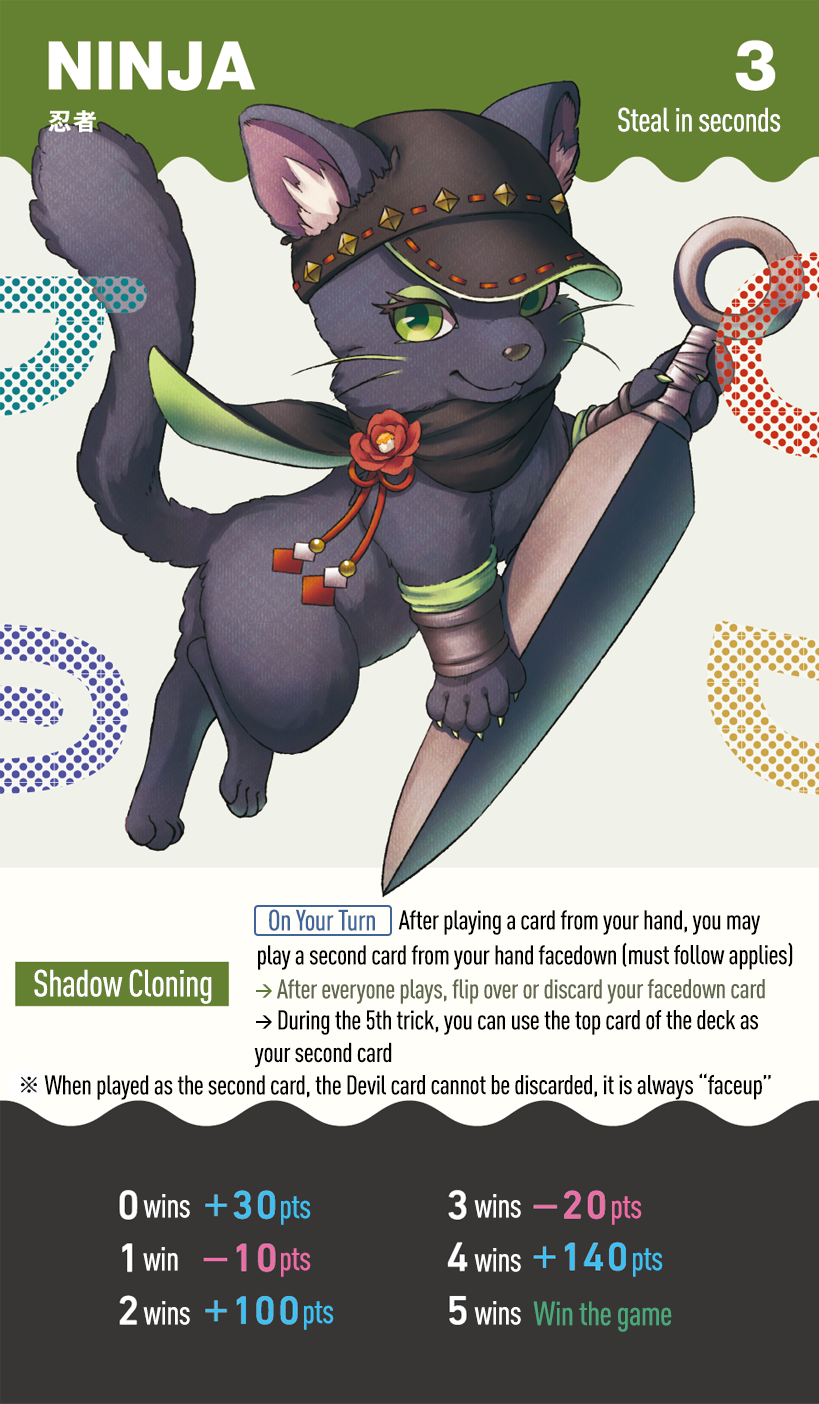 NINJA
忍者
3
Steal in seconds
Shadow Cloning
On Your Turn After playing a card from your hand, you may
play a second card from your hand facedown (must follow applies)
→ After everyone plays, flip over or discard your facedown card
→ During the 5th trick, you can use the top card of the deck as
your second card
※ When played as the second card, the Devil card cannot be discarded, it is always “faceup”
0 wins +30pts
1 win −10pts
2 wins +100pts
3 wins −20pts
4 wins +140pts
5 wins Win the game